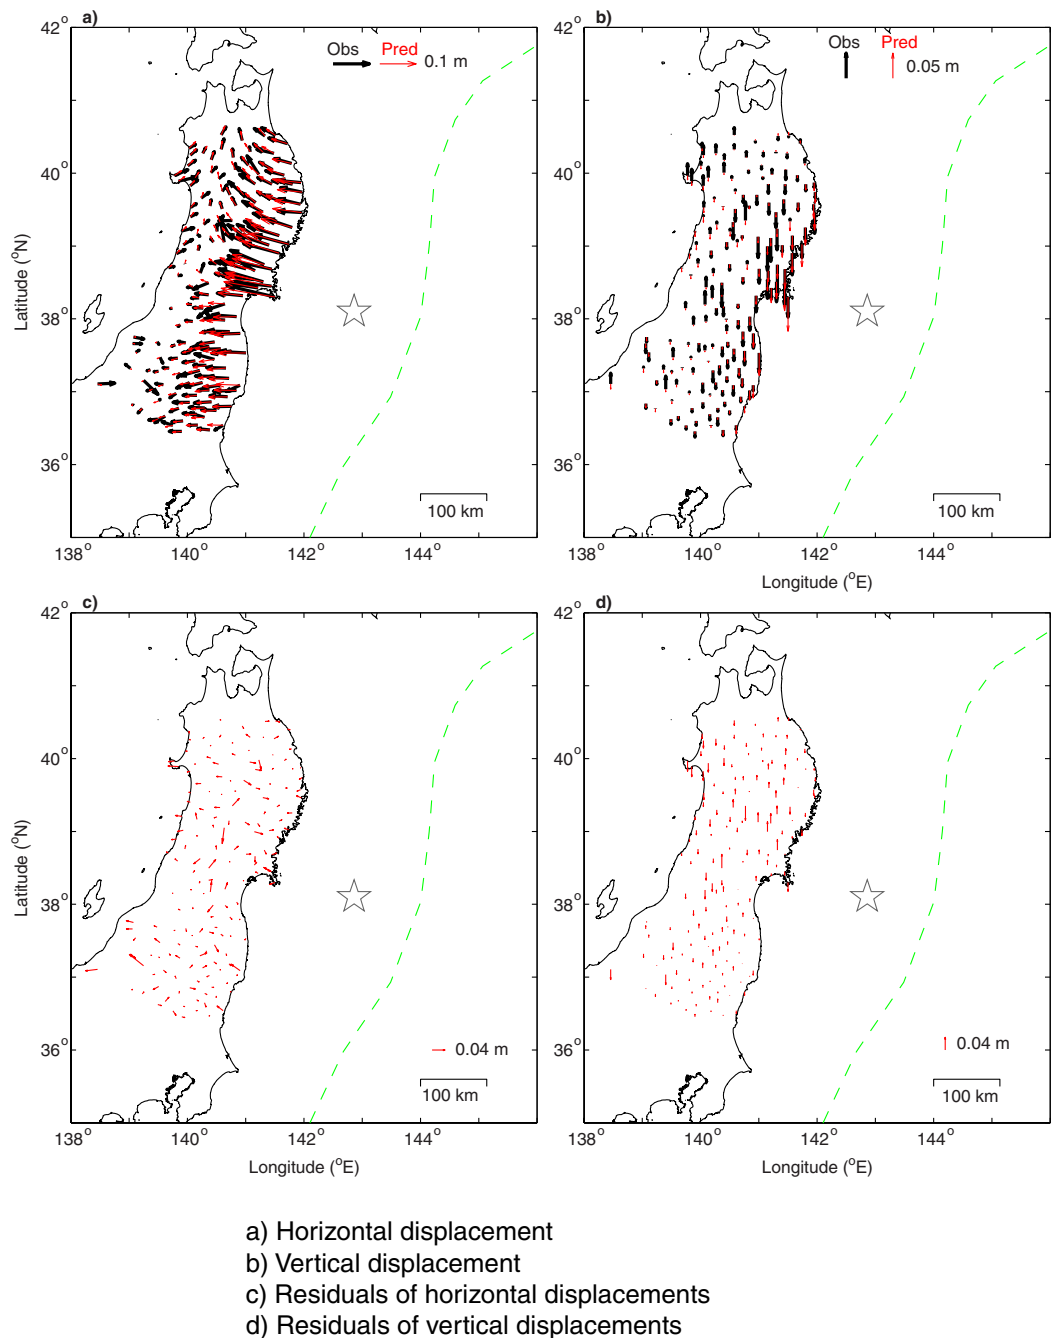 a)
Obs Pred
0.1 m
42°
40°
38°
36°
Latitude (°N)
100 km
138° 140° 142° 144°
b)
Obs Pred
0.05 m
42°
40°
38°
36°
100 km
138° 140° 142° 144°
Longitude (°E)
c)
42°
40°
38°
36°
Latitude (°N)
0.04 m
100 km
138° 140° 142° 144°
Longitude (°E)
d)
42°
40°
38°
36°
0.04 m
100 km
138° 140° 142° 144°
Longitude (°E)
a) Horizontal displacement
b) Vertical displacement
c) Residuals of horizontal displacements
d) Residuals of vertical displacements